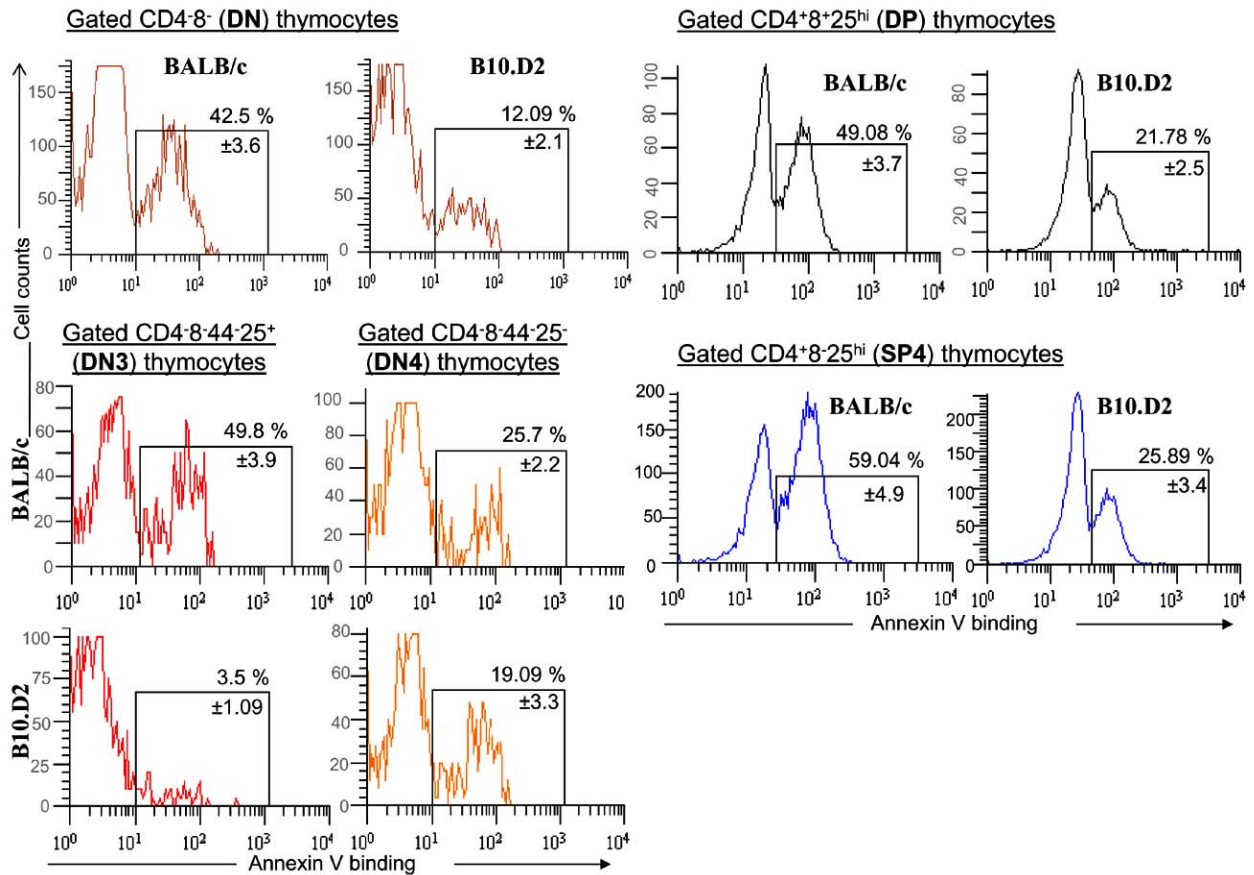 Gated CD4-8- (DN) thymocytes
Cell counts
BALB/c
42.5 %
±3.6
150
100
50
0
10⁰ 10¹ 10² 10³ 10⁴
B10.D2
12.09 %
±2.1
175
150
125
100
75
50
25
0
10⁰ 10¹ 10² 10³ 10⁴
Gated CD4+8+25hi (DP) thymocytes
BALB/c
49.08 %
±3.7
100
80
60
40
20
0
10⁰ 10¹ 10² 10³ 10⁴
B10.D2
21.78 %
±2.5
80
60
40
20
0
10⁰ 10¹ 10² 10³ 10⁴
Gated CD4-8-44-25+
(DN3) thymocytes
BALB/c
49.8 %
±3.9
80
60
40
20
0
10⁰ 10¹ 10² 10³ 10⁴
Gated CD4-8-44-25-
(DN4) thymocytes
25.7 %
±2.2
100
80
60
40
20
0
10⁰ 10¹ 10² 10³ 10
Gated CD4+8-25hi (SP4) thymocytes
BALB/c
59.04 %
±4.9
200
150
100
50
0
10⁰ 10¹ 10² 10³ 10⁴
B10.D2
25.89 %
±3.4
200
150
100
50
0
10⁰ 10¹ 10² 10³ 10⁴
Annexin V binding
B10.D2
3.5 %
±1.09
100
75
50
25
0
10⁰ 10¹ 10² 10³ 10⁴
19.09 %
±3.3
80
60
40
20
0
10⁰ 10¹ 10² 10³ 10⁴
Annexin V binding